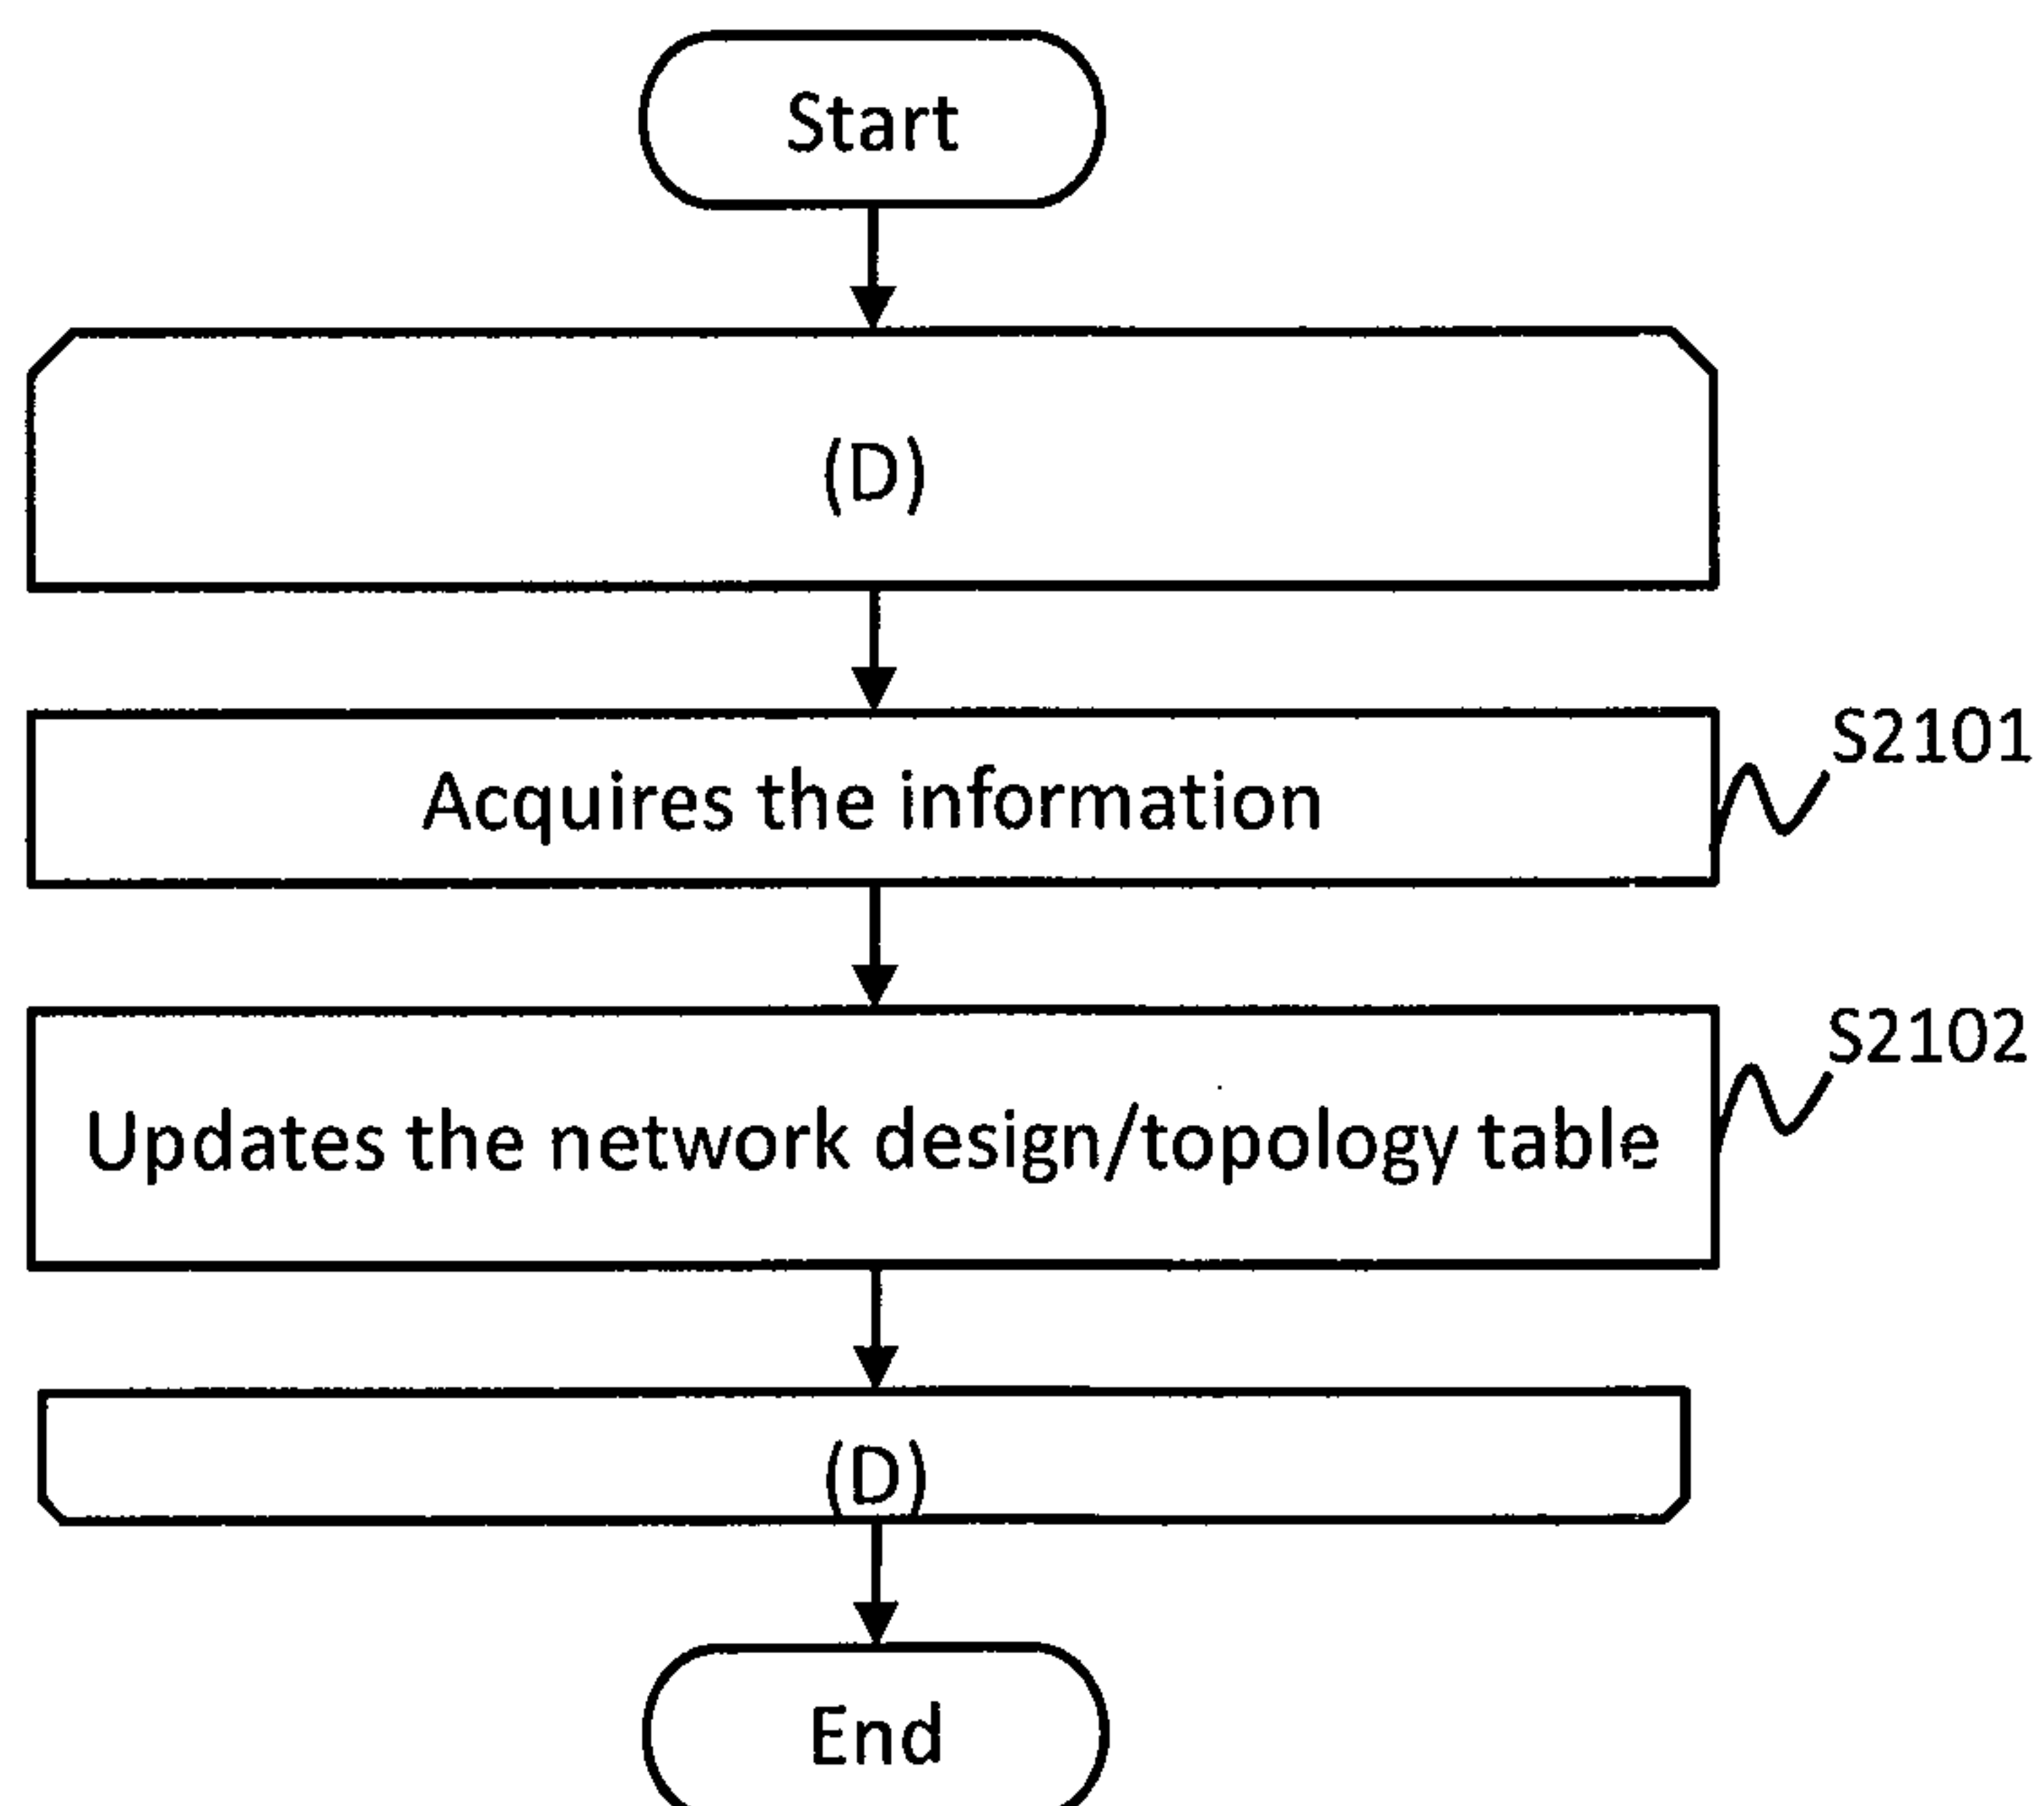 Start
(D)
S2101
Acquires the information
S2102
Updates the network design/topology table
(D)
End